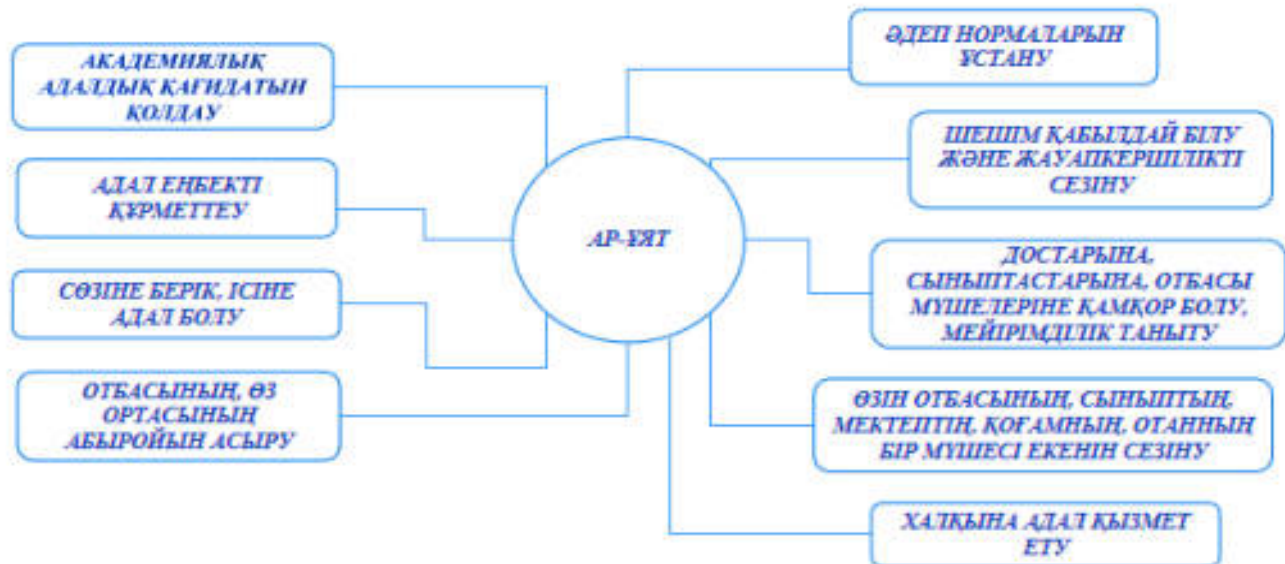 АКАДЕМИЯЛЫҚ
АДАЛДЫҚ ҚАҒИДАТЫН
ҚОЛДАУ
АДАЛ ЕҢБЕКТІ
ҚҰРМЕТТЕУ
СӨЗІНЕ БЕРІК, ІСІНЕ
АДАЛ БОЛУ
ОТБАСЫНЫҢ, ӨЗ
ОРТАСЫНЫҢ
АБЫРОЙЫН АСЫРУ
АР-ҰЯТ
ӘДЕП НОРМАЛАРЫН
ҰСТАНУ
ШЕШІМ ҚАБЫЛДАЙ БІЛУ
ЖӘНЕ ЖАУАПКЕРШІЛІКТІ
СЕЗІНУ
ДОСТАРЫНА,
СЫНЫПТАСТАРЫНА, ОТБАСЫ
МҮШЕЛЕРІНЕ ҚАМҚОР БОЛУ,
МЕЙІРІМДІЛІК ТАНЫТУ
ӨЗІН ОТБАСЫНЫҢ, СЫНЫПТЫҢ,
МЕКТЕПТІҢ, ҚОҒАМНЫҢ, ОТАННЫҢ
БІР МҮШЕСІ ЕКЕНІН СЕЗІНУ
ХАЛҚЫНА АДАЛ ҚЫЗМЕТ
ЕТУ